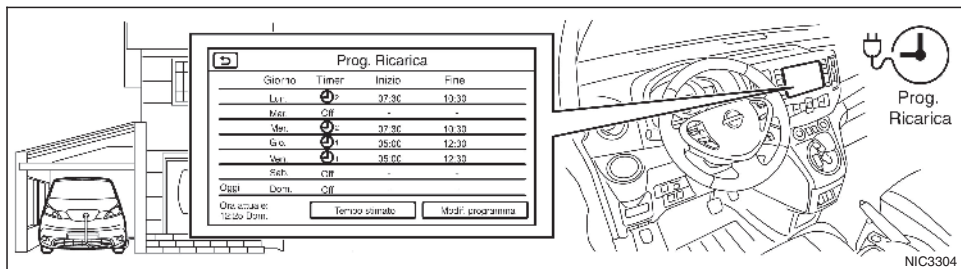 Prog. Ricarica
Giorno Timer Inizio Fine
Lun. 2 07:30 10:30
Mar. Off - -
Mer. 2 07:30 10:30
Gio. 1 05:00 12:30
Ven. 1 05:00 12:30
Sab. Off - -
Oggi Dom. Off
Ora attuale:
12:25 Dom.
Tempo stimato Modif. programma
Prog.
Ricarica
NIC3304